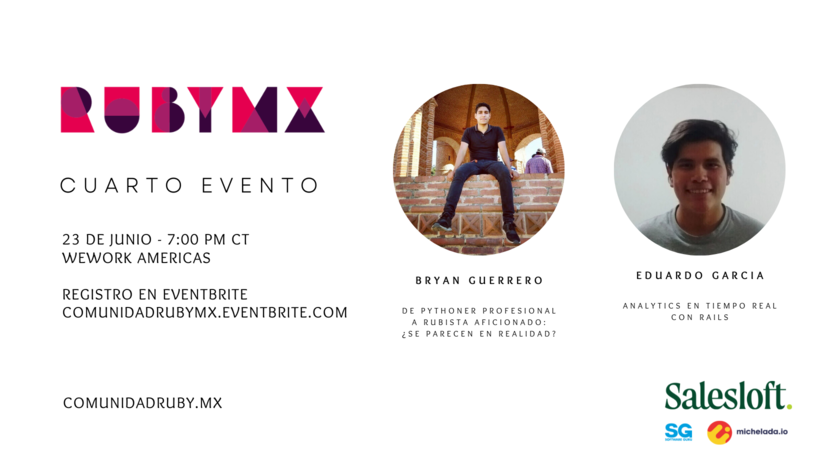 RUBYMX
CUARTO EVENTO
23 DE JUNIO - 7:00 PM CT
WEWORK AMERICAS
REGISTRO EN EVENTBRITE
COMUNIDADRUBYMX.EVENTBRITE.COM
COMUNIDADRUBY.MX
BRYAN GUERRERO
DE PYTHONER PROFESIONAL
A RUBISTA AFICIONADO:
¿SE PARECEN EN REALIDAD?
EDUARDO GARCIA
ANALYTICS EN TIEMPO REAL
CON RAILS
Salesloft.
SG
michelada.io